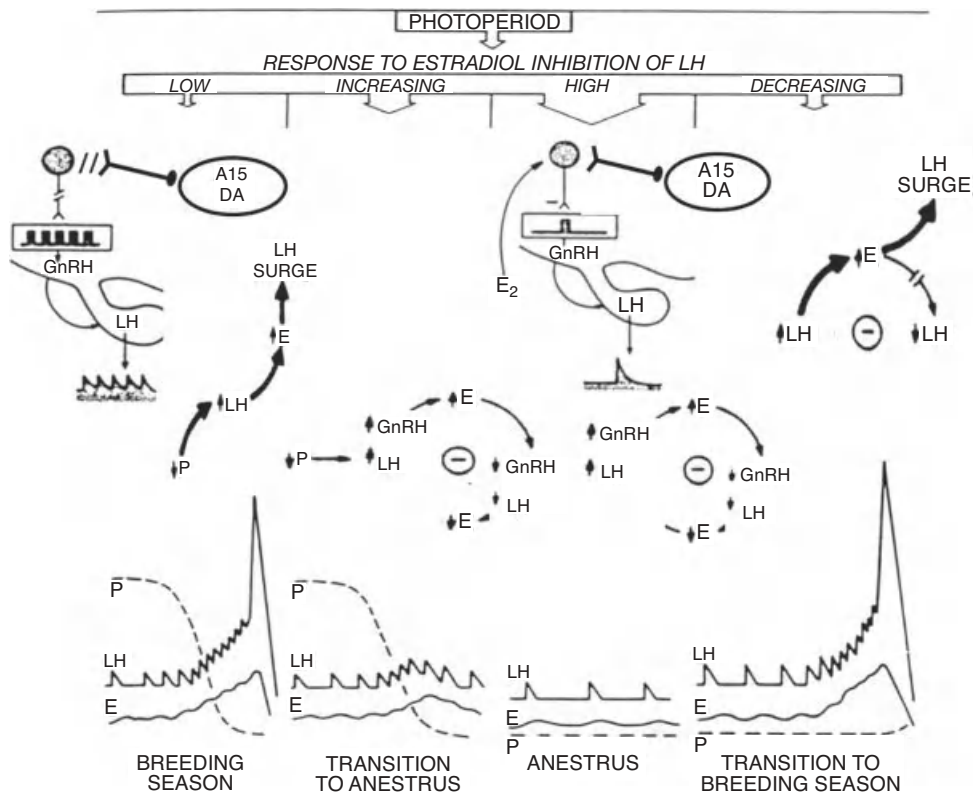 PHOTOPERIOD
RESPONSE TO ESTRADIOL INHIBITION OF LH
LOW
INCREASING
HIGH
DECREASING
A15
DA
GnRH
LH
LH
SURGE
E
LH
P
A15
DA
GnRH
E2
LH
LH
SURGE
E
LH
LH
P
GnRH
LH
E
GnRH
LH
E
GnRH
LH
E
GnRH
LH
E
P
LH
E
BREEDING
SEASON
P
LH
E
TRANSITION
TO ANESTRUS
LH
E
P
ANESTRUS
LH
E
P
TRANSITION TO
BREEDING SEASON